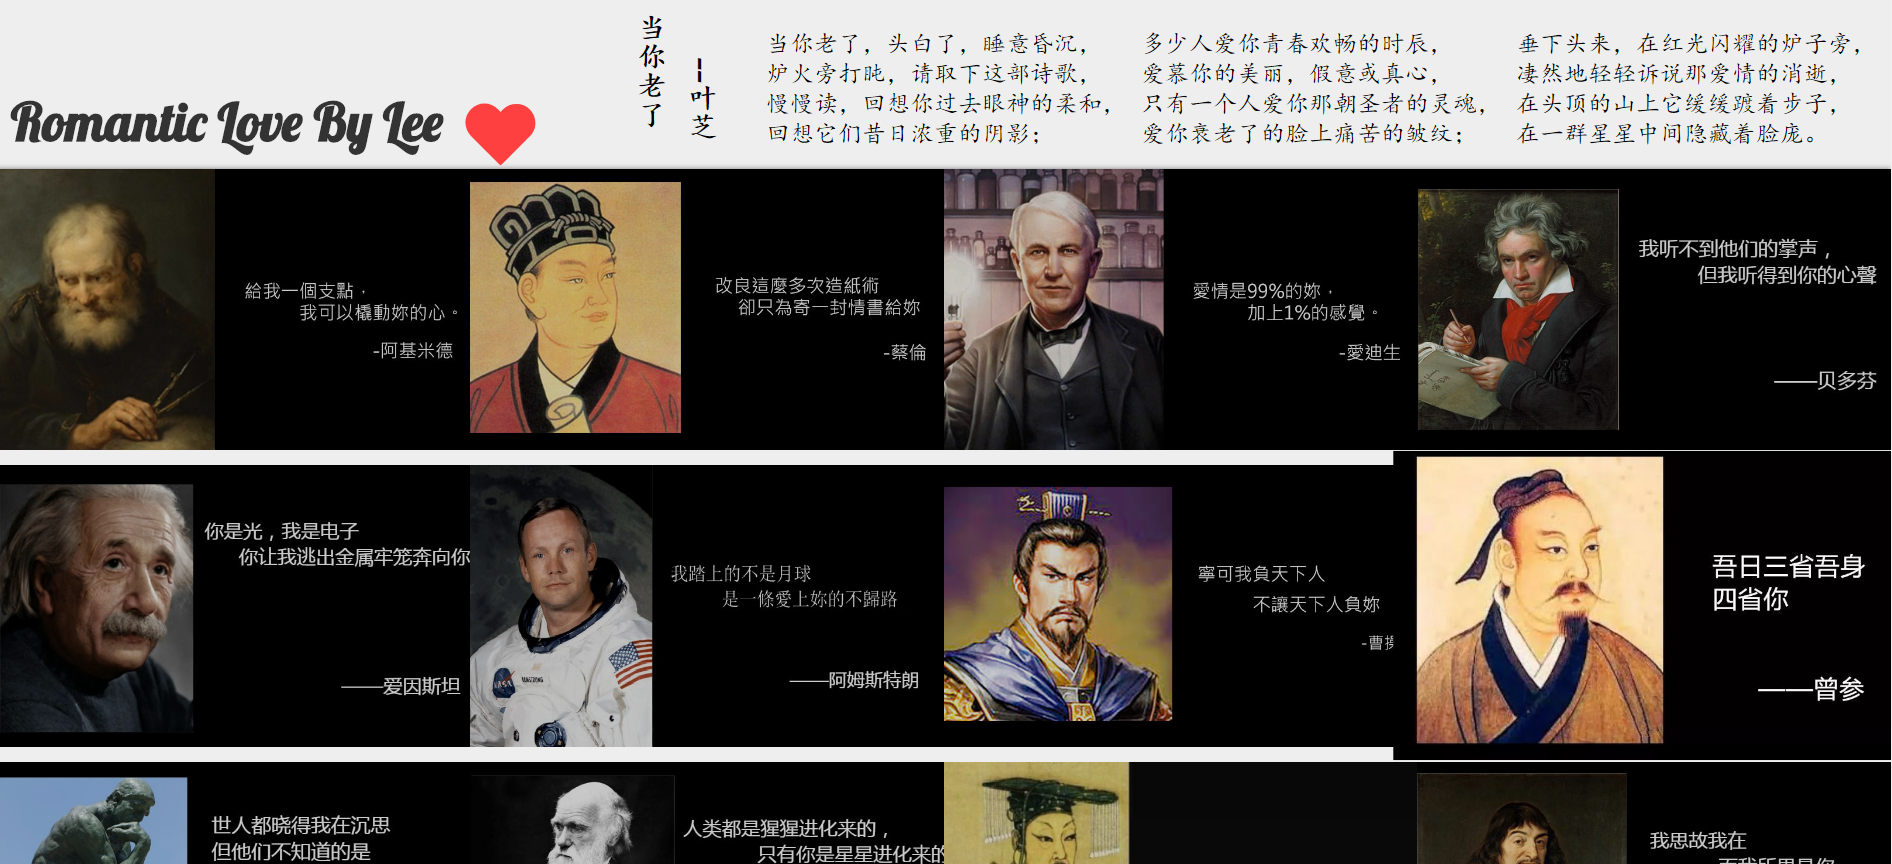 Romantic Love By Lee
当你老了
--叶芝
当你老了，头白了，睡意昏沉，
炉火旁打盹，请取下这部诗歌，
慢慢读，回想你过去眼神的柔和，
回想它们昔日浓重的阴影；
多少人爱你青春欢畅的时辰，
爱慕你的美丽，假意或真心，
只有一个人爱你那朝圣者的灵魂，
爱你衰老了的脸上痛苦的皱纹；
垂下头来，在红光闪耀的炉子旁，
凄然地轻轻诉说那爱情的消逝，
在头顶的山上它缓缓踱着步子，
在一群星星中间隐藏着脸庞。
給我一個支點，
我可以橇動妳的心。
-阿基米德
改良這麼多次造紙術
卻只為寄一封情書給妳
-蔡倫
愛情是99%的妳，
加上1%的感覺。
-愛迪生
我听不到他们的掌声，
但我听得到你的心聲
——贝多芬
你是光，我是电子
你让我逃出金属牢笼奔向你
——爱因斯坦
NASA
ARMSTRONG
我踏上的不是月球
是一條愛上妳的不歸路
——阿姆斯特朗
寧可我負天下人
不讓天下人負妳
-曹操
吾日三省吾身
四省你
——曾参
世人都晓得我在沉思
但他们不知道的是
人类都是猩猩进化来的，
只有你是星星进化来的
我思故我在
而我所思是你